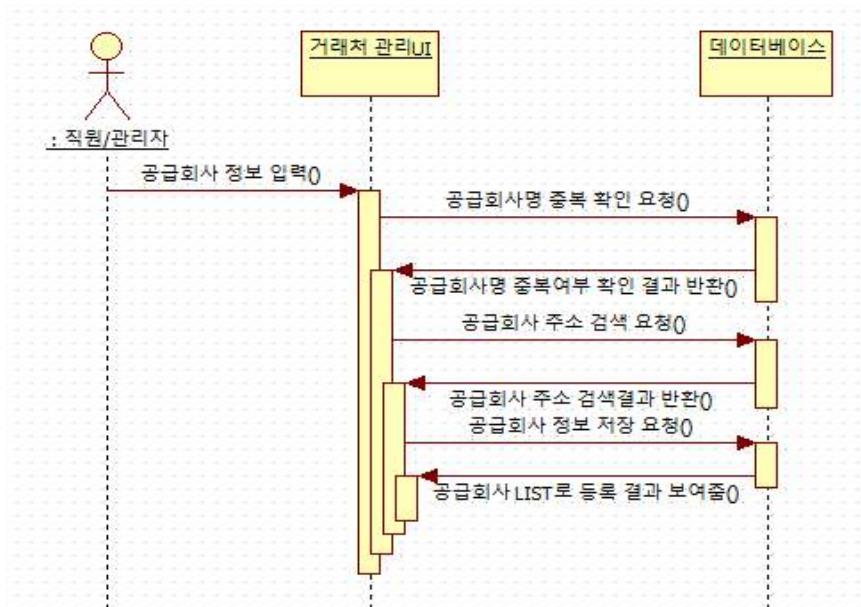 거래처 관리UI
데이터베이스
: 직원/관리자
공급회사 정보 입력()
공급회사명 중복 확인 요청()
공급회사명 중복여부 확인 결과 반환()
공급회사 주소 검색 요청()
공급회사 주소 검색결과 반환()
공급회사 정보 저장 요청()
공급회사 LIST로 등록 결과 보여줌()